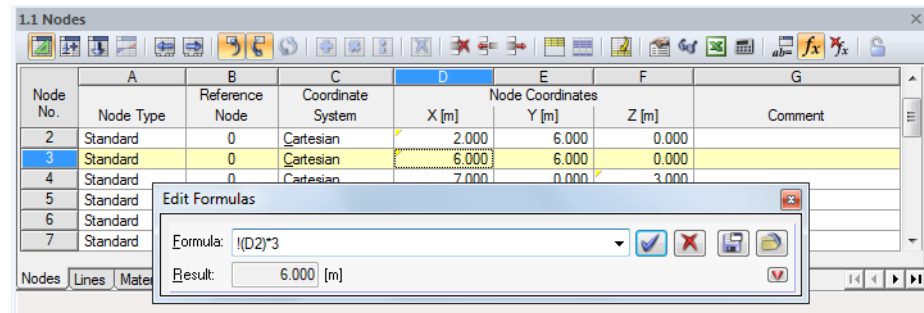 1.1 Nodes
ab= fx fx
A B C D E F G
Node Reference Coordinate Node Coordinates
No. Node Type Node System X [m] Y [m] Z [m] Comment
2 Standard 0 Cartesian 2.000 6.000 0.000
3 Standard 0 Cartesian 6.000 6.000 0.000
4 Standard 0 Cartesian 7.000 0.000 3.000
5 Standard
6 Standard
7 Standard
Edit Formulas
Formula: !(D2)*3
Result: 6.000 [m]
Nodes Lines Mater